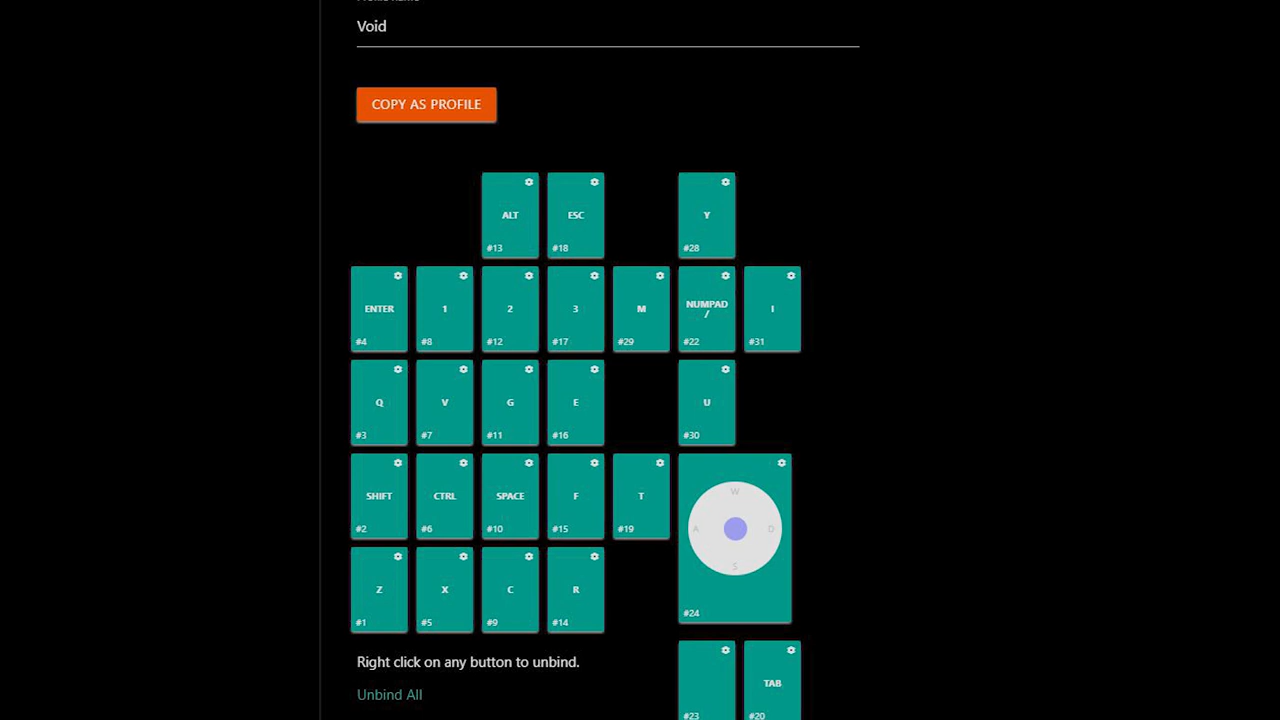 Profile name
Void
COPY AS PROFILE
ALT
ESC
Y
#13
#18
#28
ENTER
1
2
3
M
NUMPAD
/
I
#4
#8
#12
#17
#29
#22
#31
Q
V
G
E
U
#3
#7
#11
#16
#30
SHIFT
CTRL
SPACE
F
T
W
A
D
S
#2
#6
#10
#15
#19
Z
X
C
R
#1
#5
#9
#14
#24
Right click on any button to unbind.
Unbind All
TAB
#23
#20